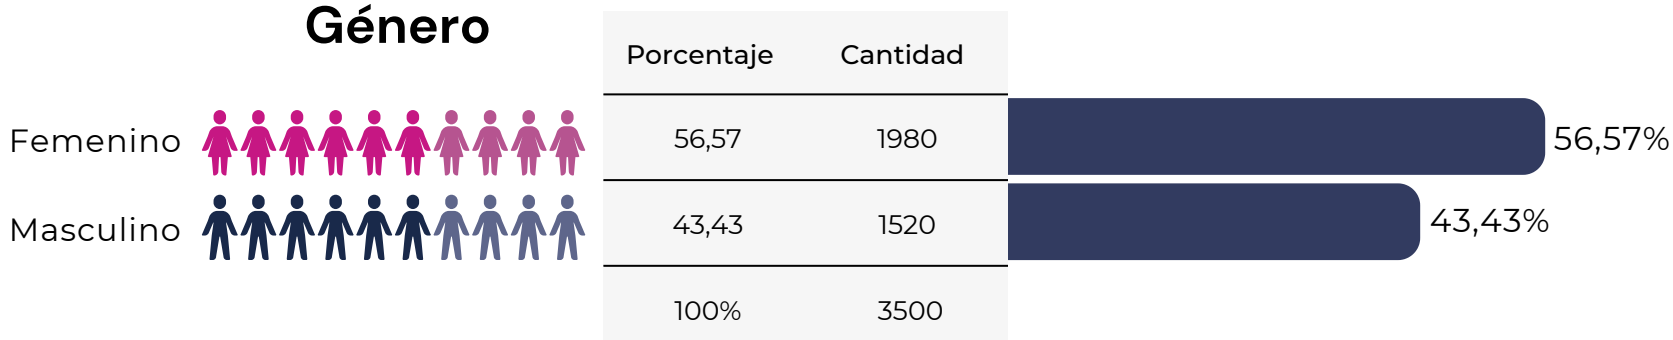 Género
Porcentaje Cantidad
Femenino 56,57 1980 56,57%
Masculino 43,43 1520 43,43%
100% 3500